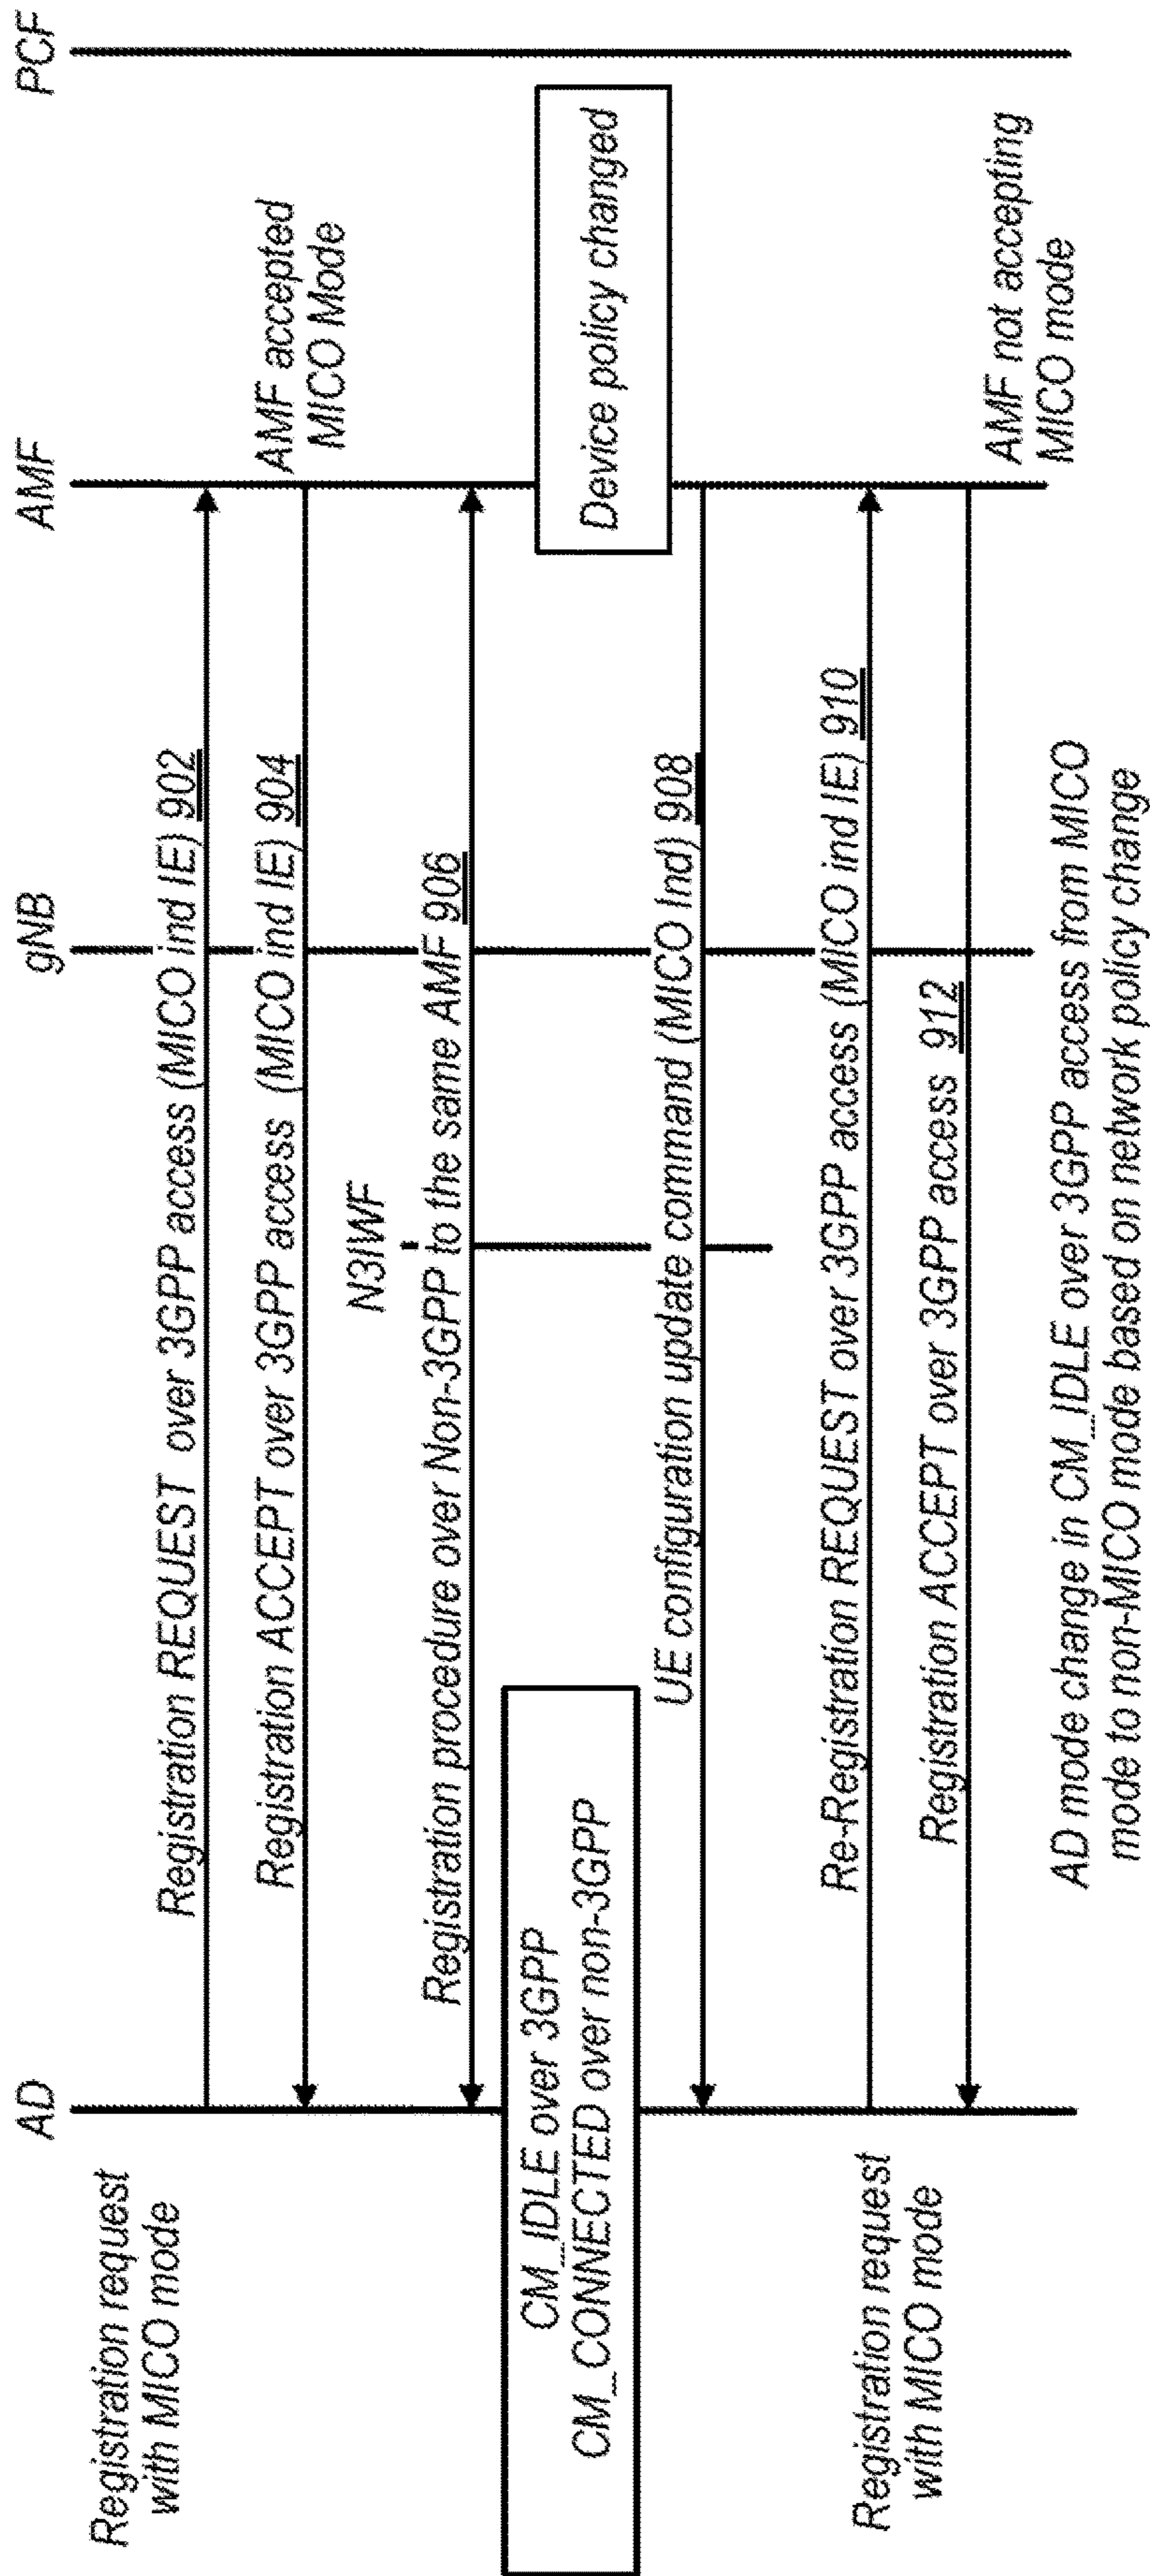 AD
gNB
AMF
PCF
Registration request
with MICO mode
Registration REQUEST over 3GPP access (MICO ind IE) 902
Registration ACCEPT over 3GPP access (MICO ind IE) 904
AMF accepted
MICO Mode
N3IWF
Registration procedure over Non-3GPP to the same AMF 906
CM_IDLE over 3GPP
CM_CONNECTED over non-3GPP
Device policy changed
UE configuration update command (MICO Ind) 908
Registration request
with MICO mode
Re-Registration REQUEST over 3GPP access (MICO ind IE) 910
Registration ACCEPT over 3GPP access 912
AMF not accepting
MICO mode
AD mode change in CM_IDLE over 3GPP access from MICO
mode to non-MICO mode based on network policy change